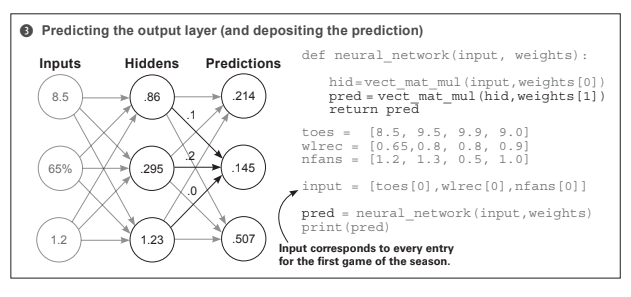 3 Predicting the output layer (and depositing the prediction)
Inputs Hiddens Predictions
8.5 .86 .214
.1
65% .295 .2 .145
.0
1.2 1.23 .507
def neural_network(input, weights):
hid=vect_mat_mul(input,weights[0])
pred = vect_mat_mul(hid,weights[1])
return pred
toes = [8.5, 9.5, 9.9, 9.0]
wlrec = [0.65,0.8, 0.8, 0.9]
nfans = [1.2, 1.3, 0.5, 1.0]
input = [toes[0],wlrec[0],nfans[0]]
pred = neural_network(input,weights)
print(pred)
Input corresponds to every entry
for the first game of the season.